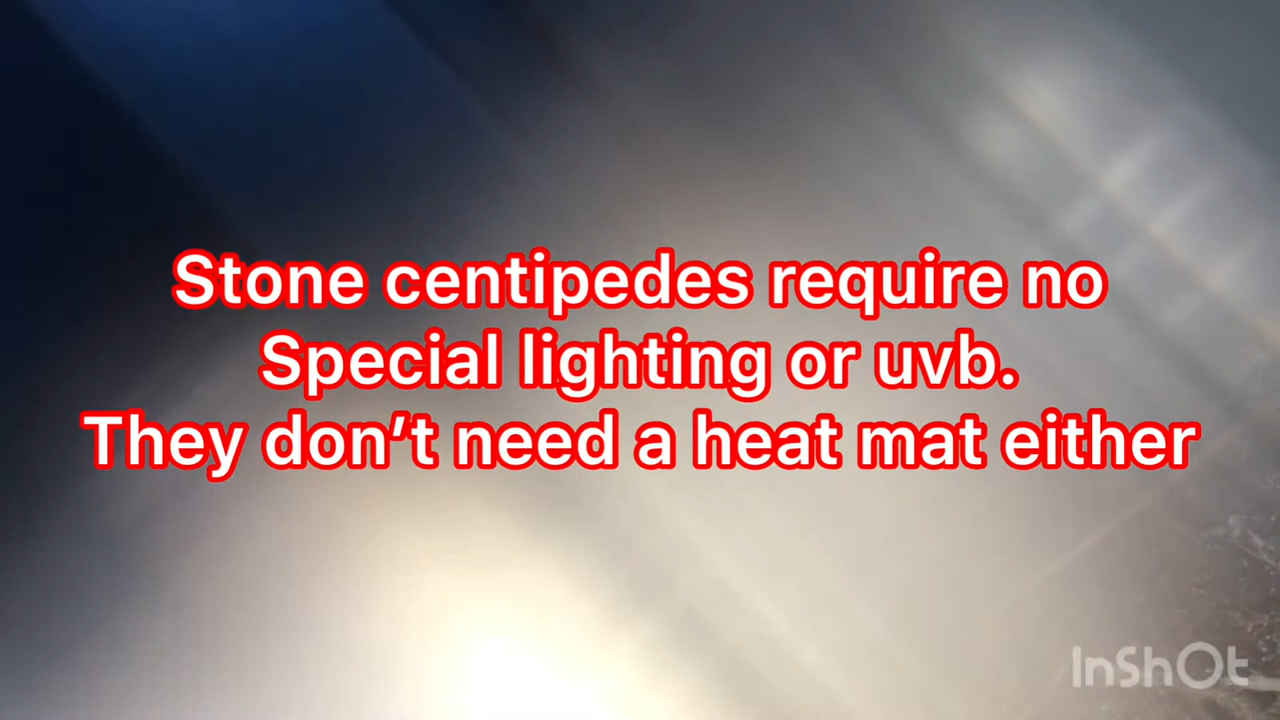 Stone centipedes require no
Special lighting or uvb.
They don’t need a heat mat either
InShOt